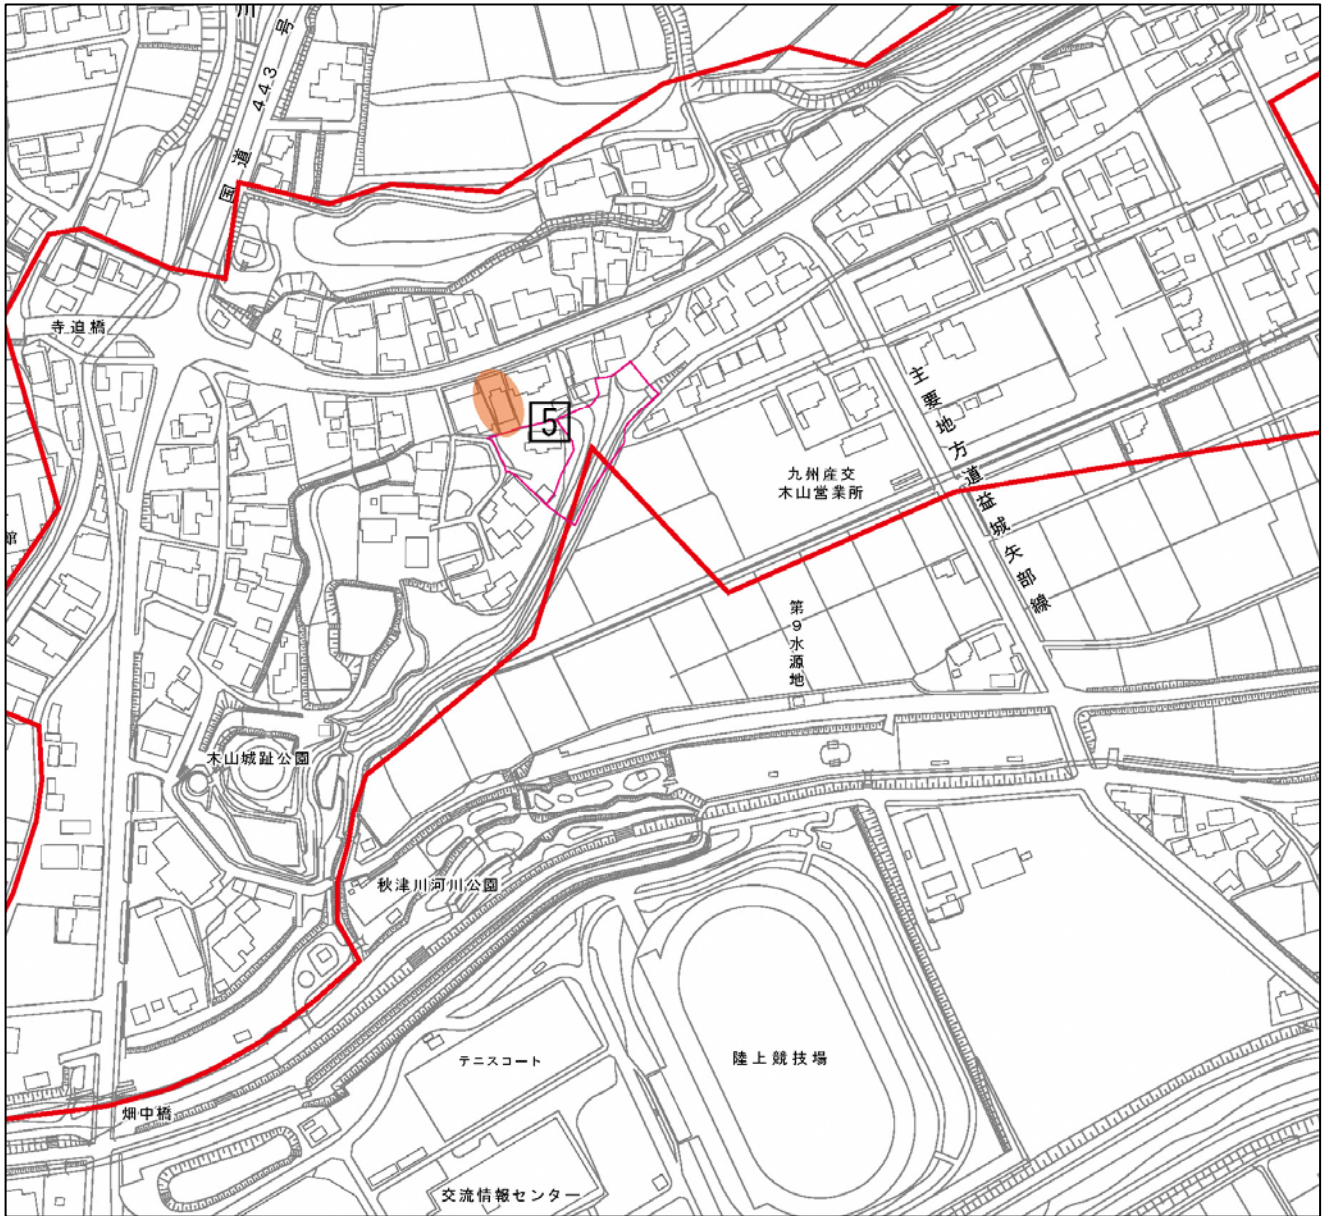 国道443号
寺迫橋
5
主要地方道益城矢部線
九州産交
木山営業所
館
第9水源地
木山城趾公園
秋津川河川公園
テニスコート
陸上競技場
畑中橋
交流情報センター